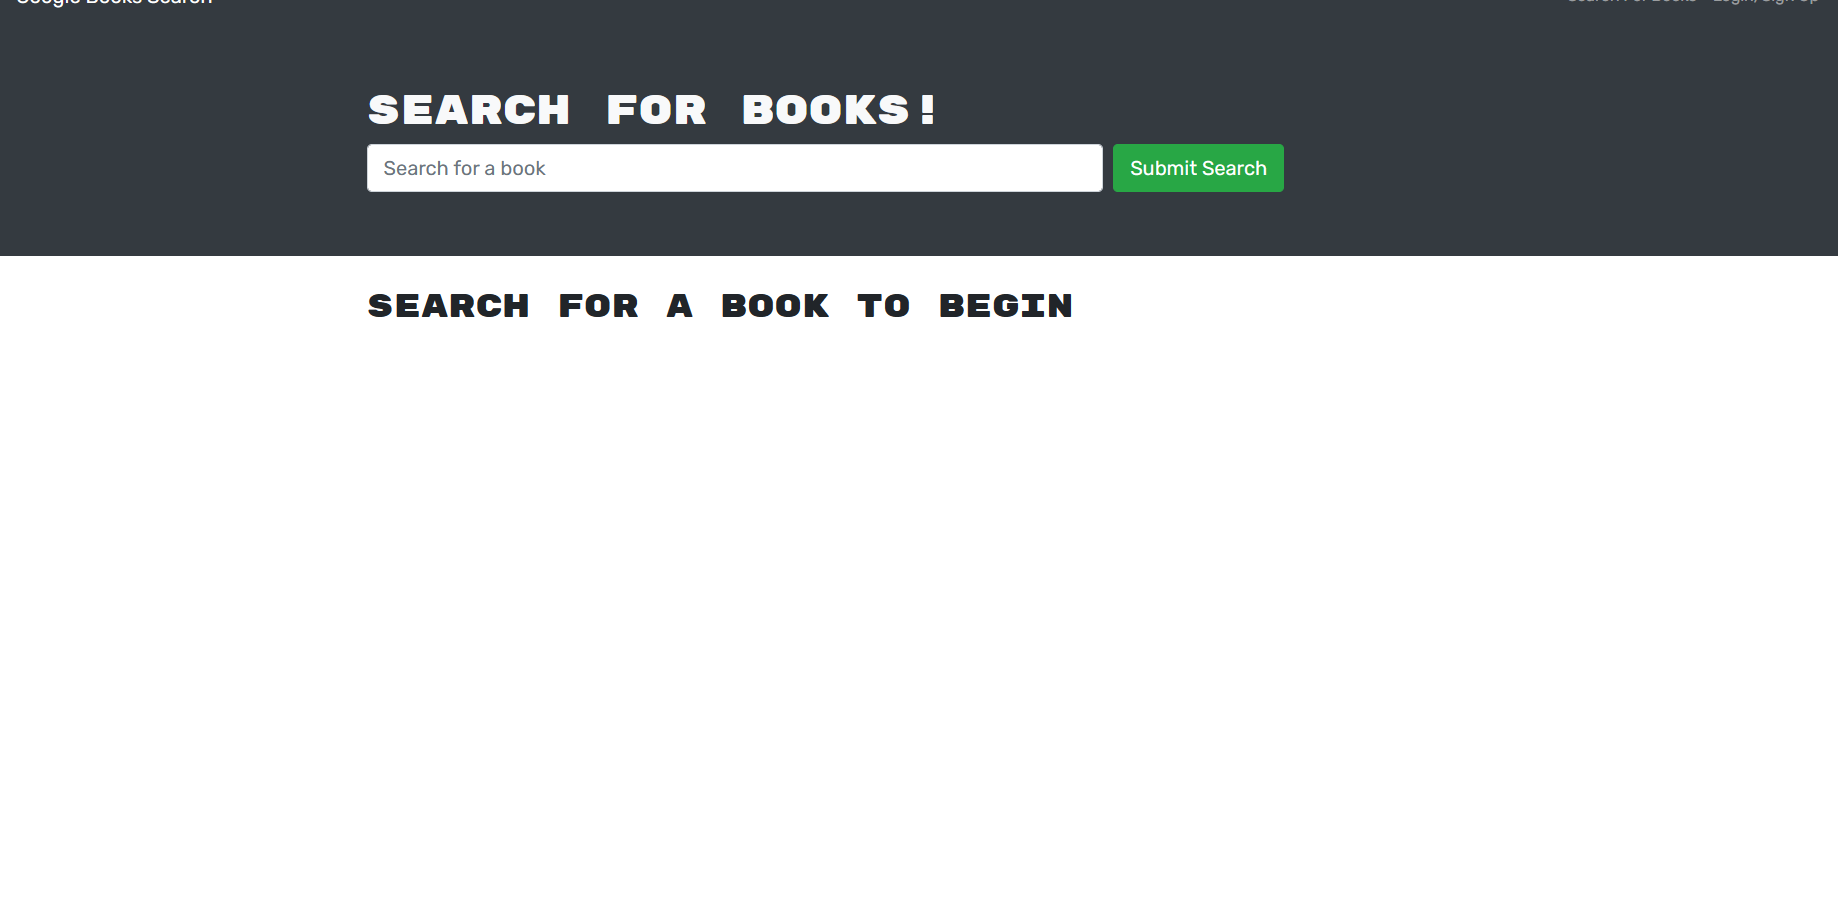 Google Books Search
Search For Books Login/Sign Up
SEARCH FOR BOOKS!
Search for a book
Submit Search
SEARCH FOR A BOOK TO BEGIN